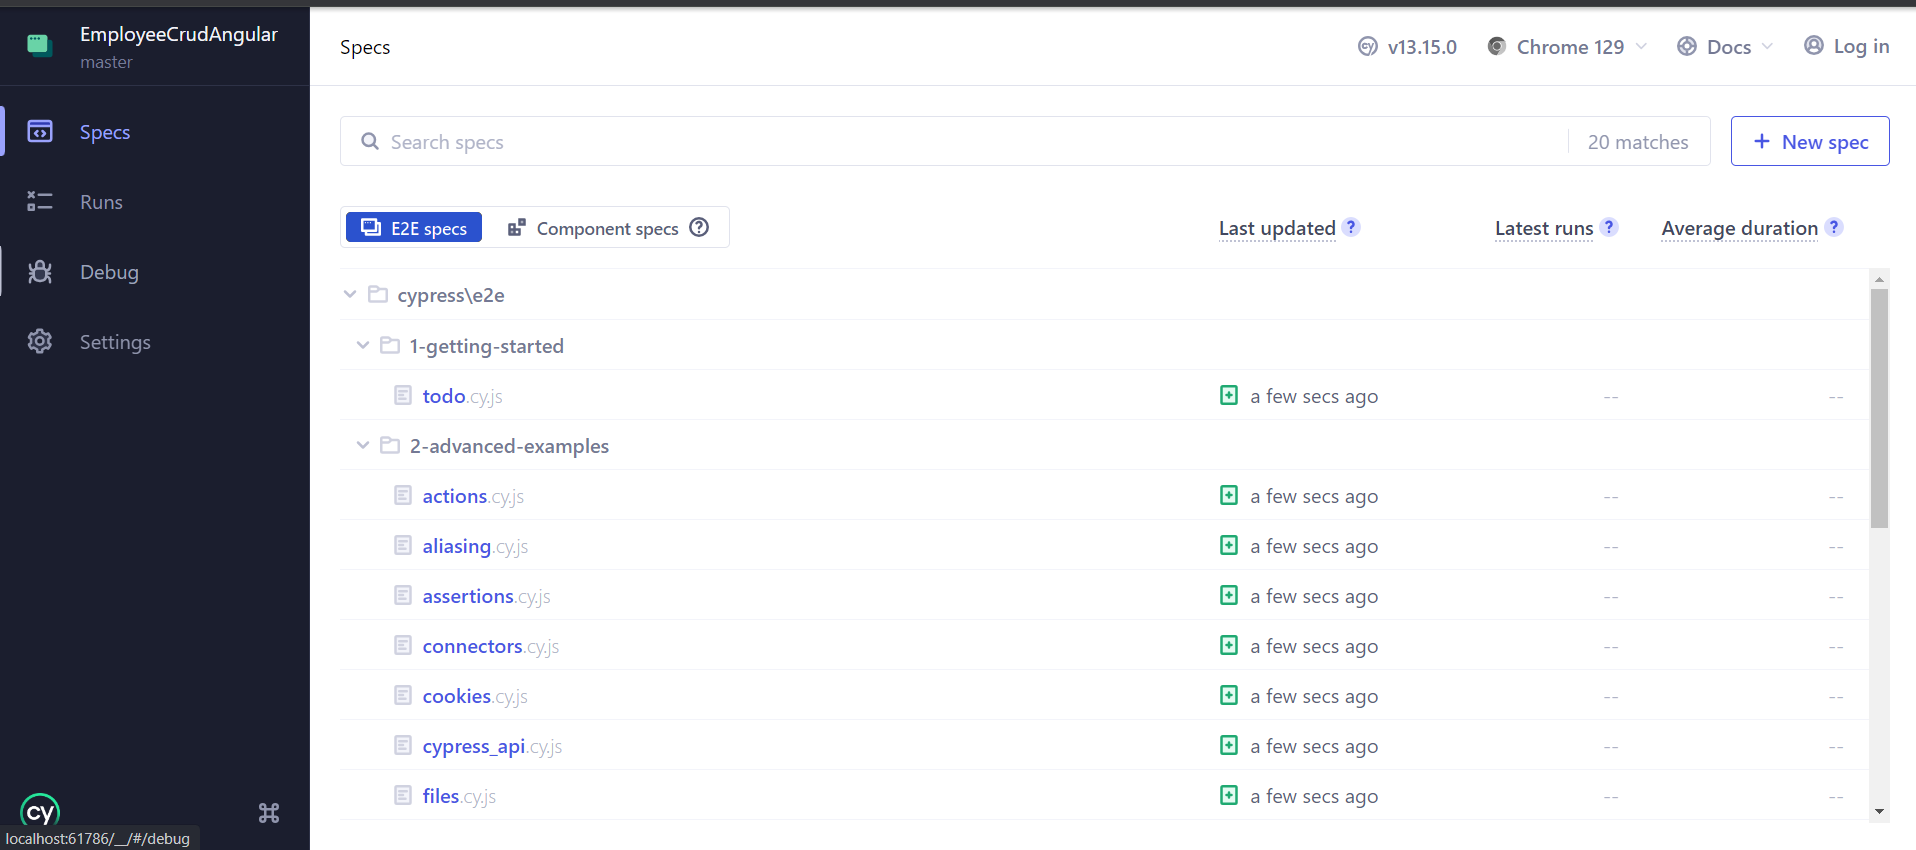 EmployeeCrudAngular
master
Specs
v13.15.0
Chrome 129
Docs
Log in
Specs
Runs
Debug
Settings
Search specs
20 matches
+ New spec
E2E specs
Component specs ?
Last updated ?
Latest runs ?
Average duration ?
cypress\e2e
1-getting-started
todo.cy.js a few secs ago -- --
2-advanced-examples
actions.cy.js a few secs ago -- --
aliasing.cy.js a few secs ago -- --
assertions.cy.js a few secs ago -- --
connectors.cy.js a few secs ago -- --
cookies.cy.js a few secs ago -- --
cypress_api.cy.js a few secs ago -- --
files.cy.js a few secs ago -- --
cy
localhost:61786/__/#/debug